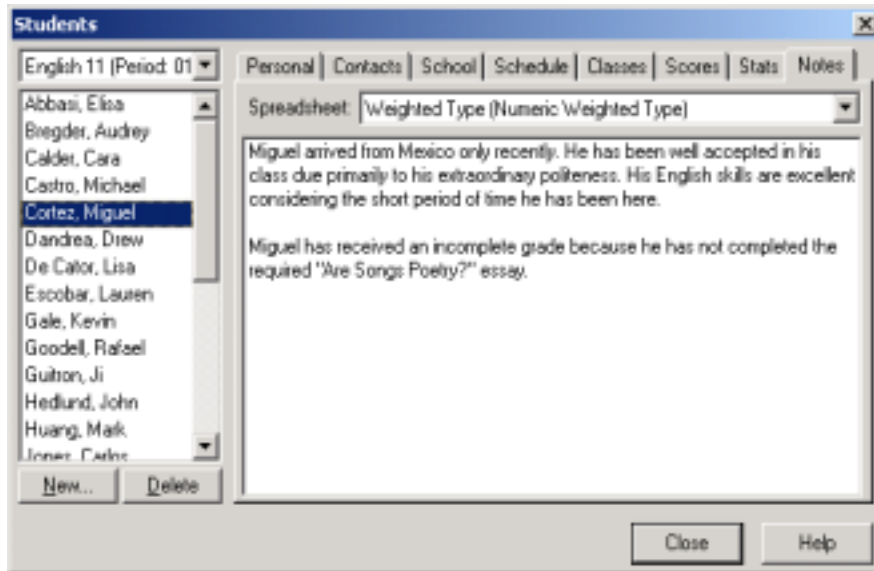 Students
English 11 (Period: 01
Personal Contacts School Schedule Classes Scores Stats Notes
Abbasi, Elisa
Bregder, Audrey
Calder, Cara
Castro, Michael
Cortez, Miguel
Dandrea, Drew
De Cator, Lisa
Escobar, Lauren
Gale, Kevin
Goodell, Rafael
Guitron, Ji
Hedlund, John
Huang, Mark
Jones, Carlos
New... Delete
Spreadsheet: Weighted Type (Numeric Weighted Type)
Miguel arrived from Mexico only recently. He has been well accepted in his
class due primarily to his extraordinary politeness. His English skills are excellent
considering the short period of time he has been here.
Miguel has received an incomplete grade because he has not completed the
required "Are Songs Poetry?" essay.
Close Help